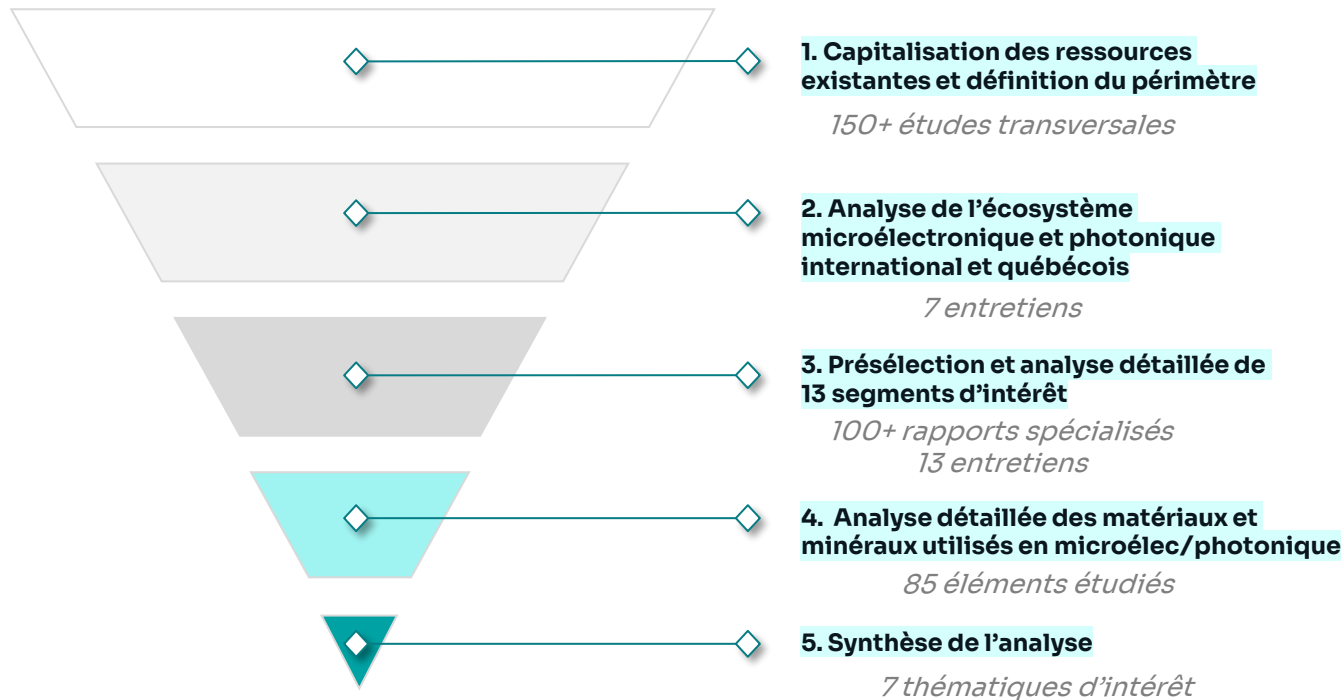 1. Capitalisation des ressources
existantes et définition du périmètre
150+ études transversales
2. Analyse de l’écosystème
microélectronique et photonique
international et québécois
7 entretiens
3. Présélection et analyse détaillée de
13 segments d’intérêt
100+ rapports spécialisés
13 entretiens
4. Analyse détaillée des matériaux et
minéraux utilisés en microélec/photonique
85 éléments étudiés
5. Synthèse de l’analyse
7 thématiques d’intérêt